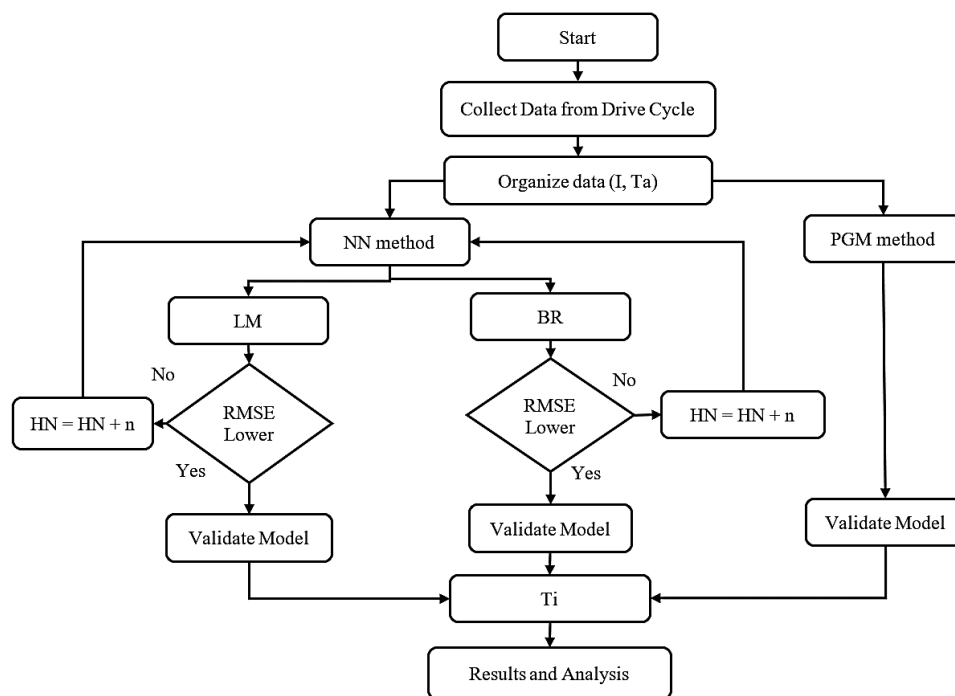 Start
Collect Data from Drive Cycle
Organize data (I, Ta)
NN method
PGM method
LM
BR
No
No
HN = HN + n
RMSE
Lower
RMSE
Lower
HN = HN + n
Yes
Yes
Validate Model
Validate Model
Validate Model
Ti
Results and Analysis